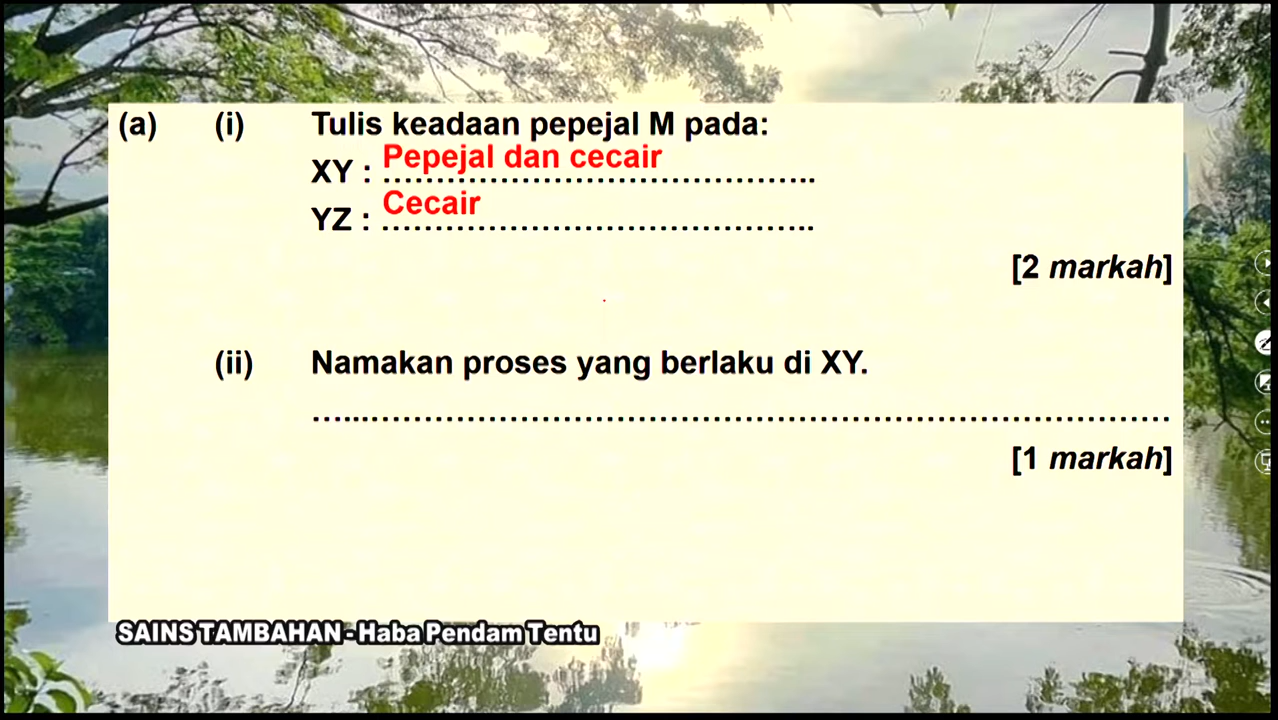 (a) (i) Tulis keadaan pepejal M pada:
XY : Pepejal dan cecair ……………………………………..
YZ : Cecair ……………………………………..
[2 markah]
(ii) Namakan proses yang berlaku di XY.
…...…………………………………………………………………
[1 markah]
SAINS TAMBAHAN - Haba Pendam Tentu